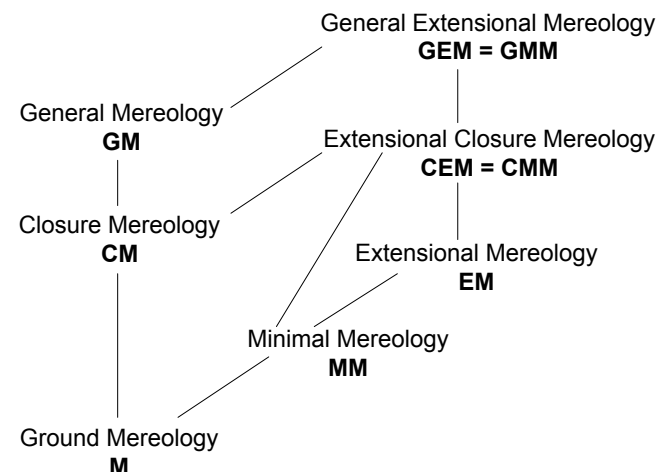 General Extensional Mereology
GEM = GMM
General Mereology
GM
Extensional Closure Mereology
CEM = CMM
Closure Mereology
CM
Extensional Mereology
EM
Minimal Mereology
MM
Ground Mereology
M